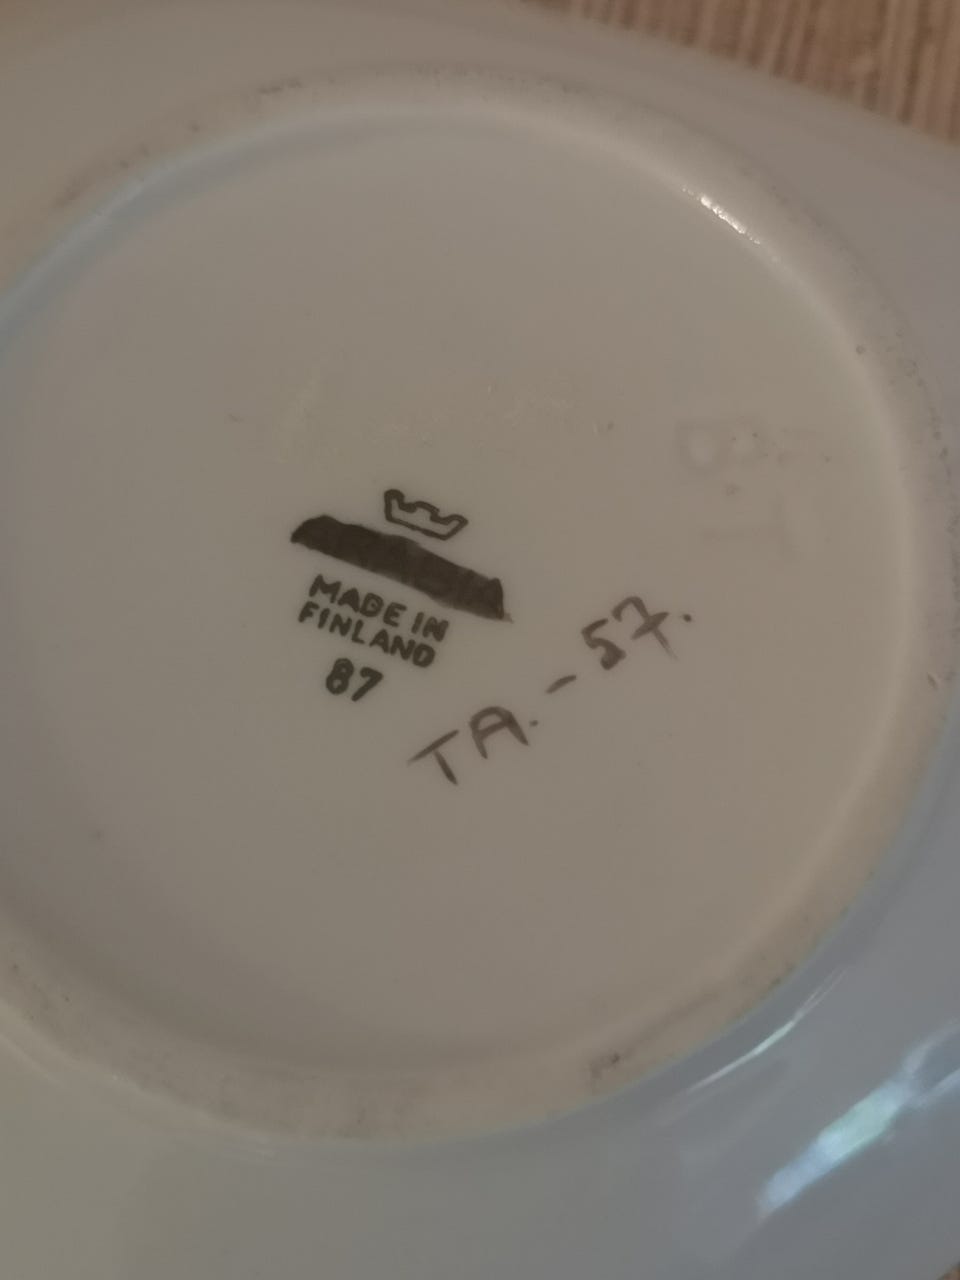 MADE IN
FINLAND
87
TA.-57.